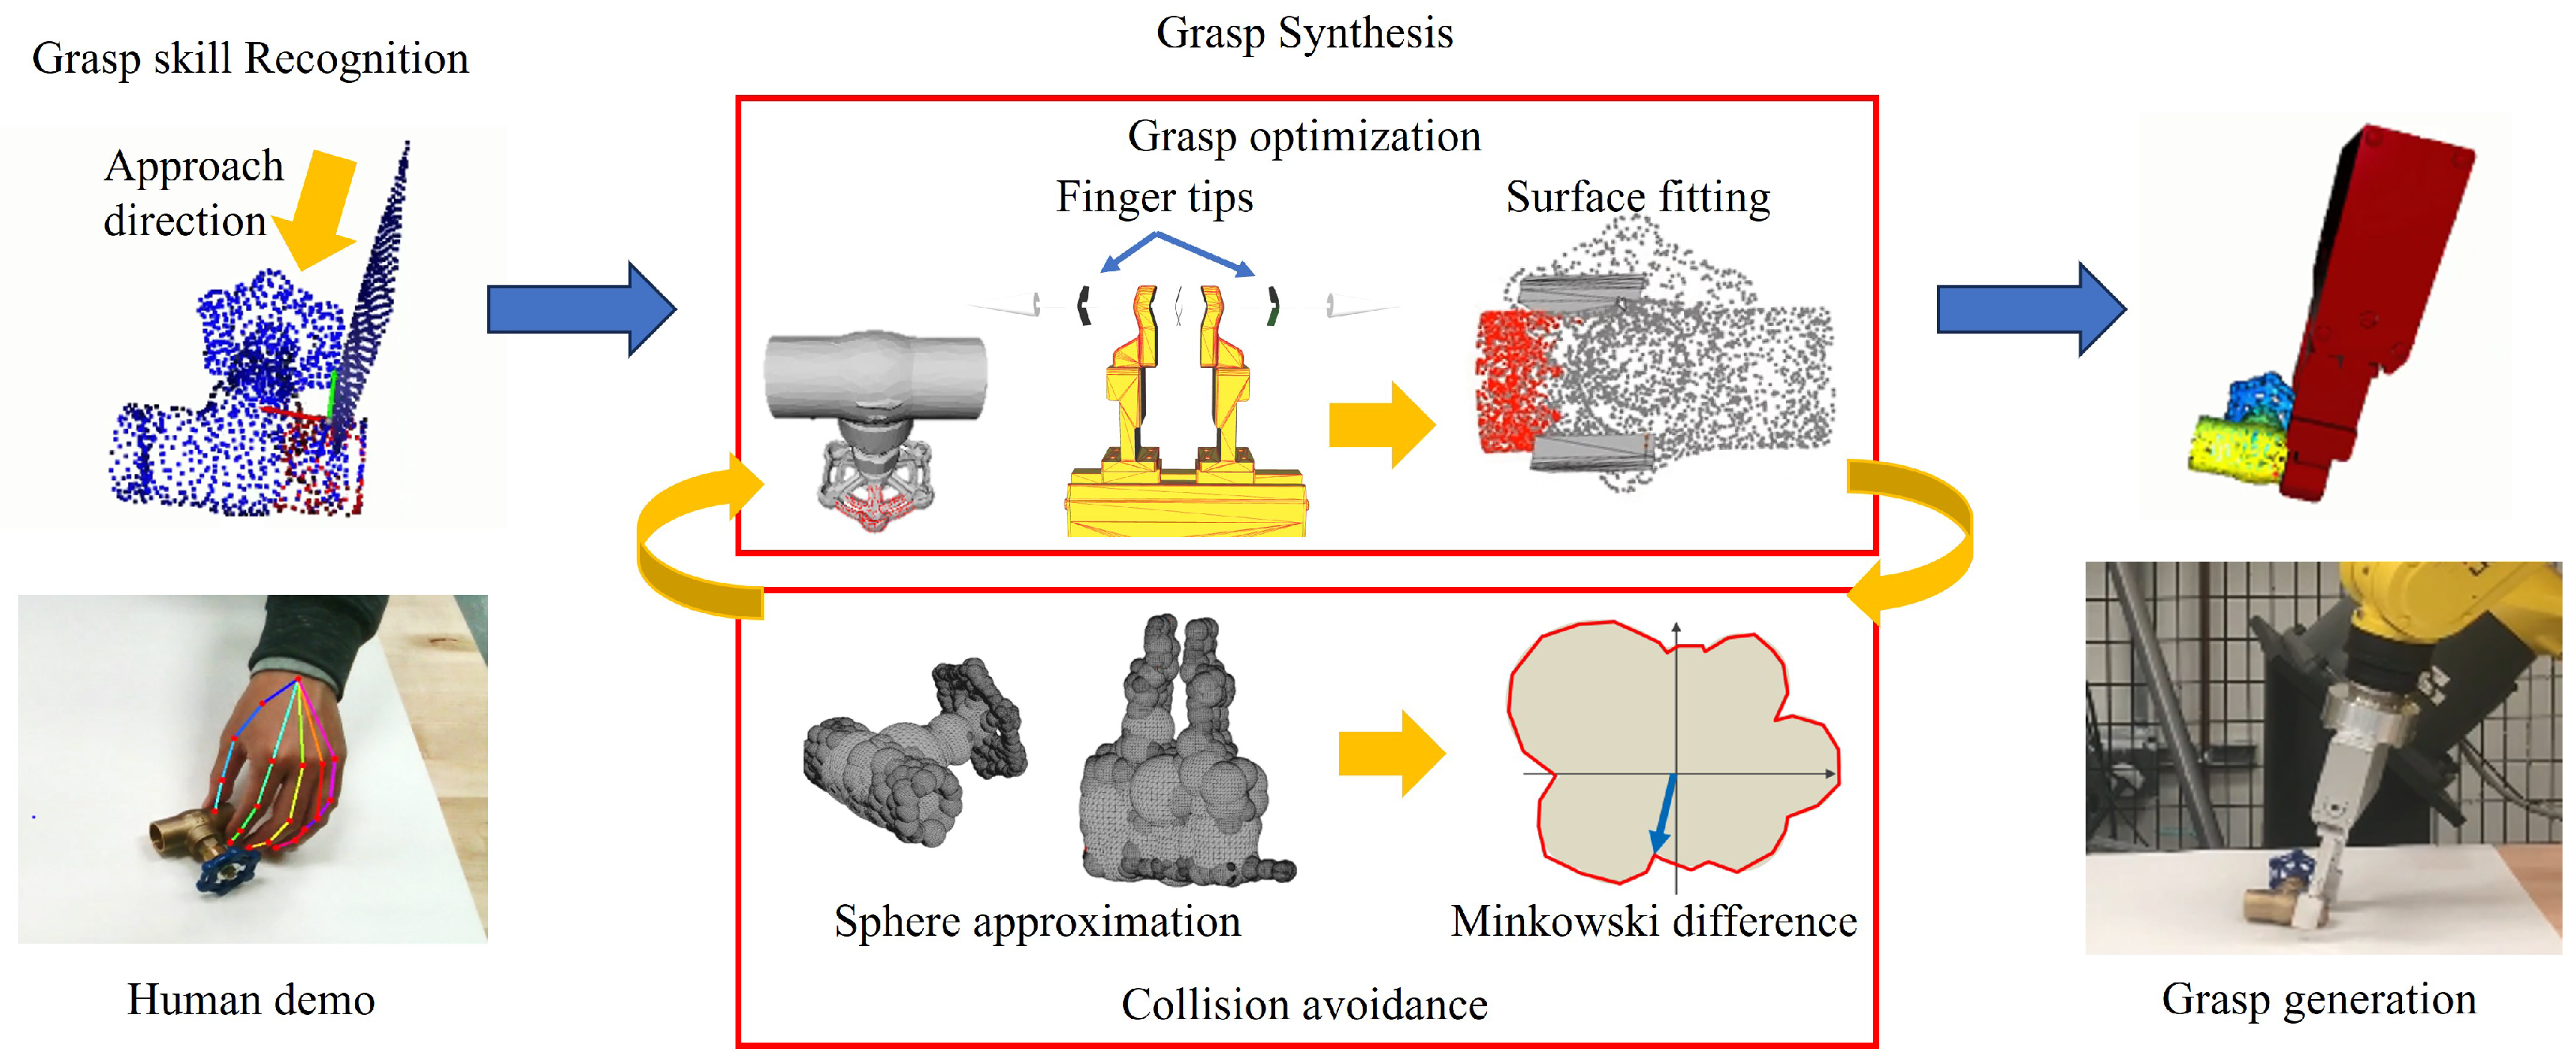 Grasp skill Recognition
Approach
direction
Human demo
Grasp Synthesis
Grasp optimization
Finger tips
Surface fitting
Sphere approximation
Minkowski difference
Collision avoidance
Grasp generation